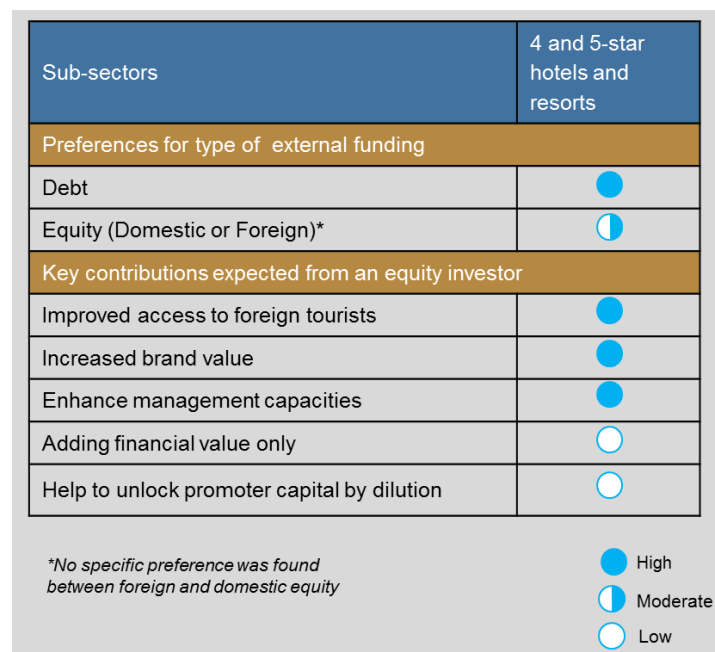 Sub-sectors
4 and 5-star
hotels and
resorts
Preferences for type of external funding
Debt
Equity (Domestic or Foreign)*
Key contributions expected from an equity investor
Improved access to foreign tourists
Increased brand value
Enhance management capacities
Adding financial value only
Help to unlock promoter capital by dilution
*No specific preference was found
between foreign and domestic equity
High
Moderate
Low